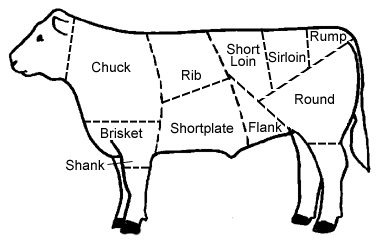 Rump
Short
Loin
Sirloin
Chuck
Rib
Round
Brisket
Shortplate
Flank
Shank